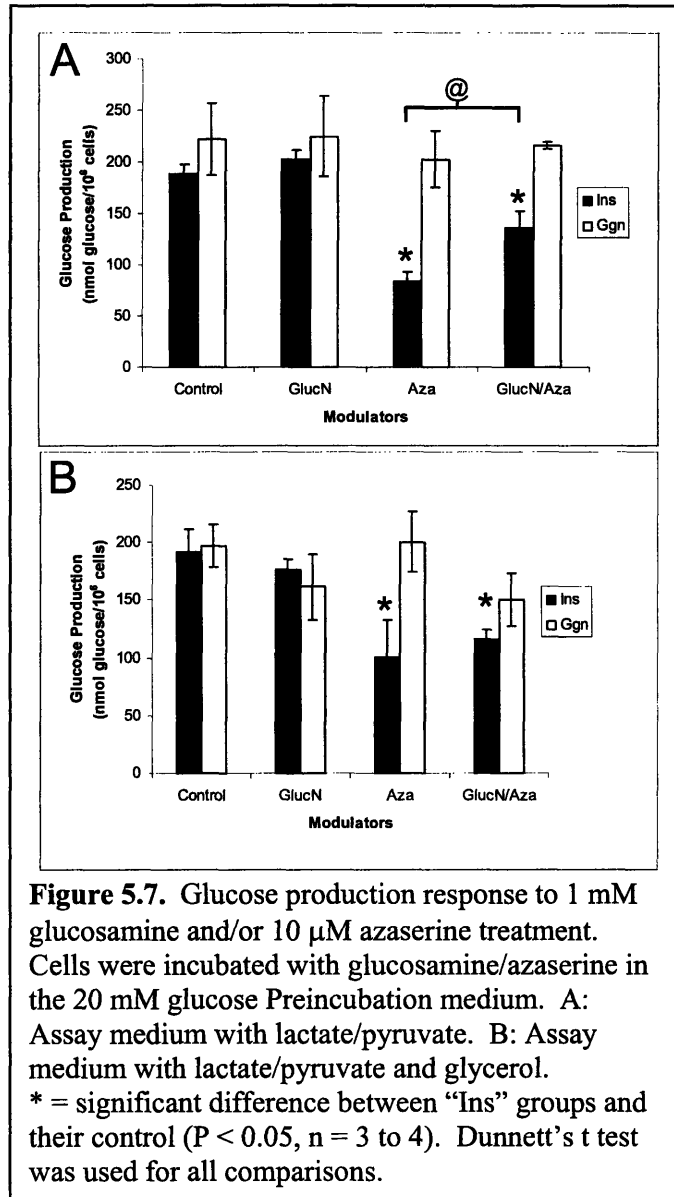 A
300
250
200
150
100
50
0
Glucose Production
(nmol glucose/10⁶ cells)
@
*
*
Ins
Ggn
Control GlucN Aza GlucN/Aza
Modulators
B
250
200
150
100
50
0
Glucose Production
(nmol glucose/10⁶ cells)
*
*
Ins
Ggn
Control GlucN Aza GlucN/Aza
Modulators
Figure 5.7. Glucose production response to 1 mM
glucosamine and/or 10 μM azaserine treatment.
Cells were incubated with glucosamine/azaserine in
the 20 mM glucose Preincubation medium. A:
Assay medium with lactate/pyruvate. B: Assay
medium with lactate/pyruvate and glycerol.
* = significant difference between “Ins” groups and
their control (P < 0.05, n = 3 to 4). Dunnett's t test
was used for all comparisons.